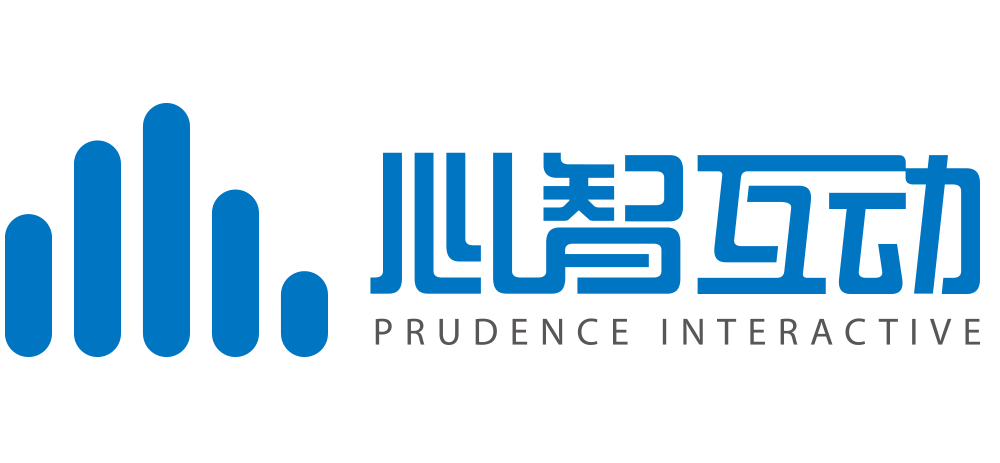 心智互动
PRUDENCE INTERACTIVE